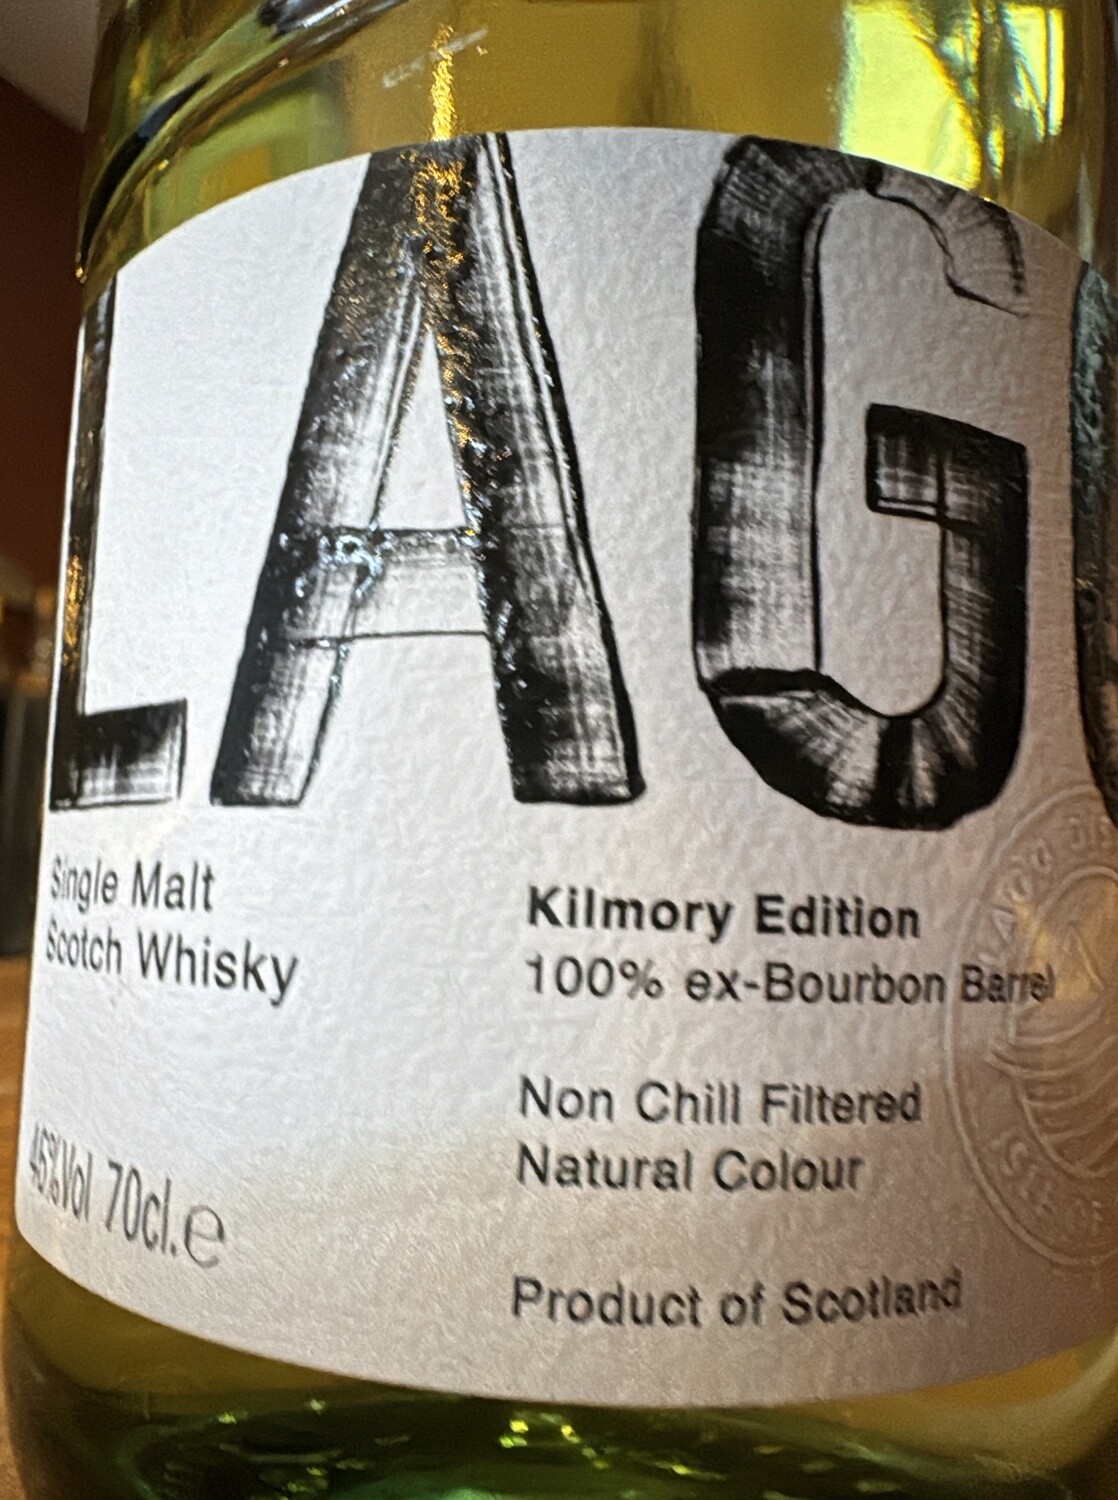 LAG
Single Malt
Scotch Whisky
Kilmory Edition
100% ex-Bourbon Barrel
Non Chill Filtered
Natural Colour
46%Vol 70cl.e
Product of Scotland